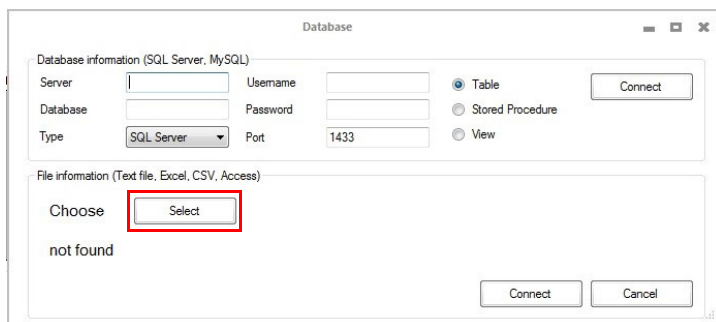 Database
Database information (SQL Server, MySQL)
Server Username Table Connect
Database Password Stored Procedure
Type SQL Server Port 1433 View
File information (Text file, Excel, CSV, Access)
Choose Select
not found
Connect Cancel